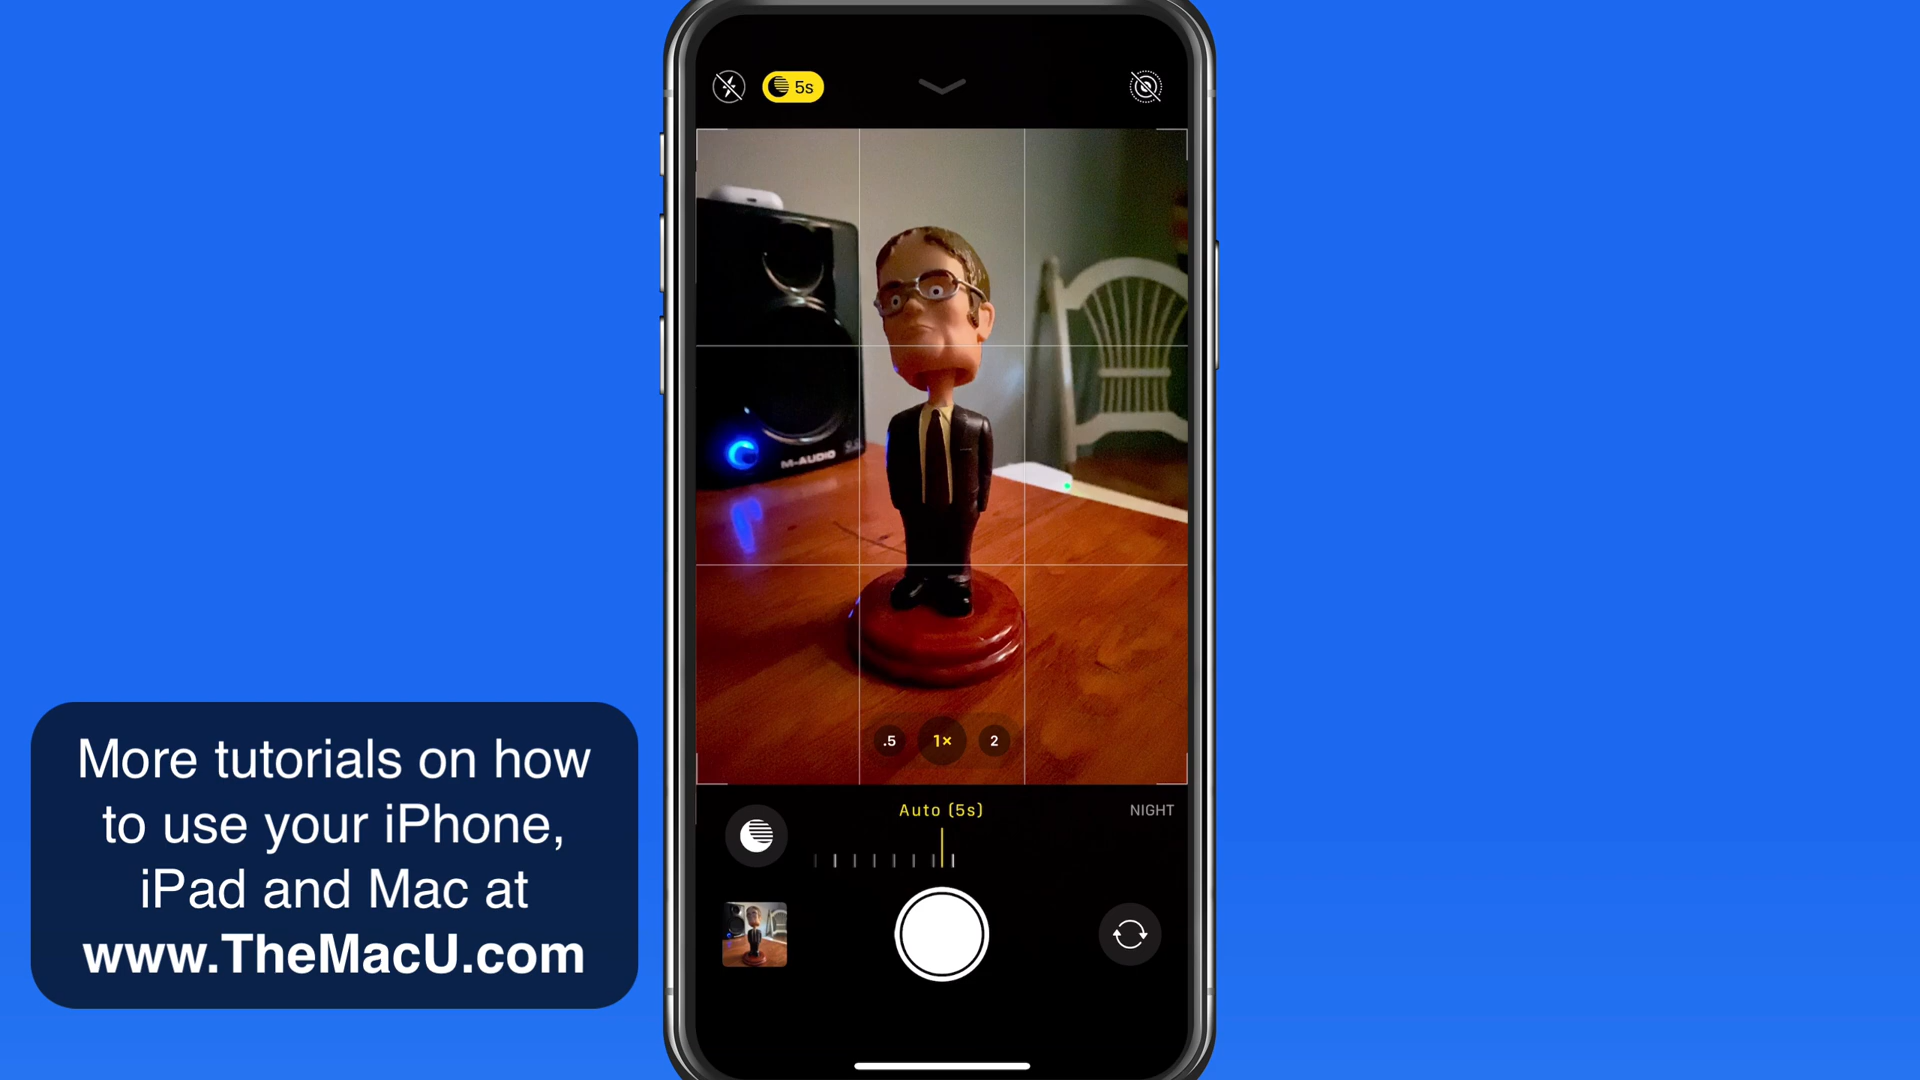 5s
M-AUDIO
.5 1× 2
Auto (5s)
NIGHT
More tutorials on how
to use your iPhone,
iPad and Mac at
www.TheMacU.com